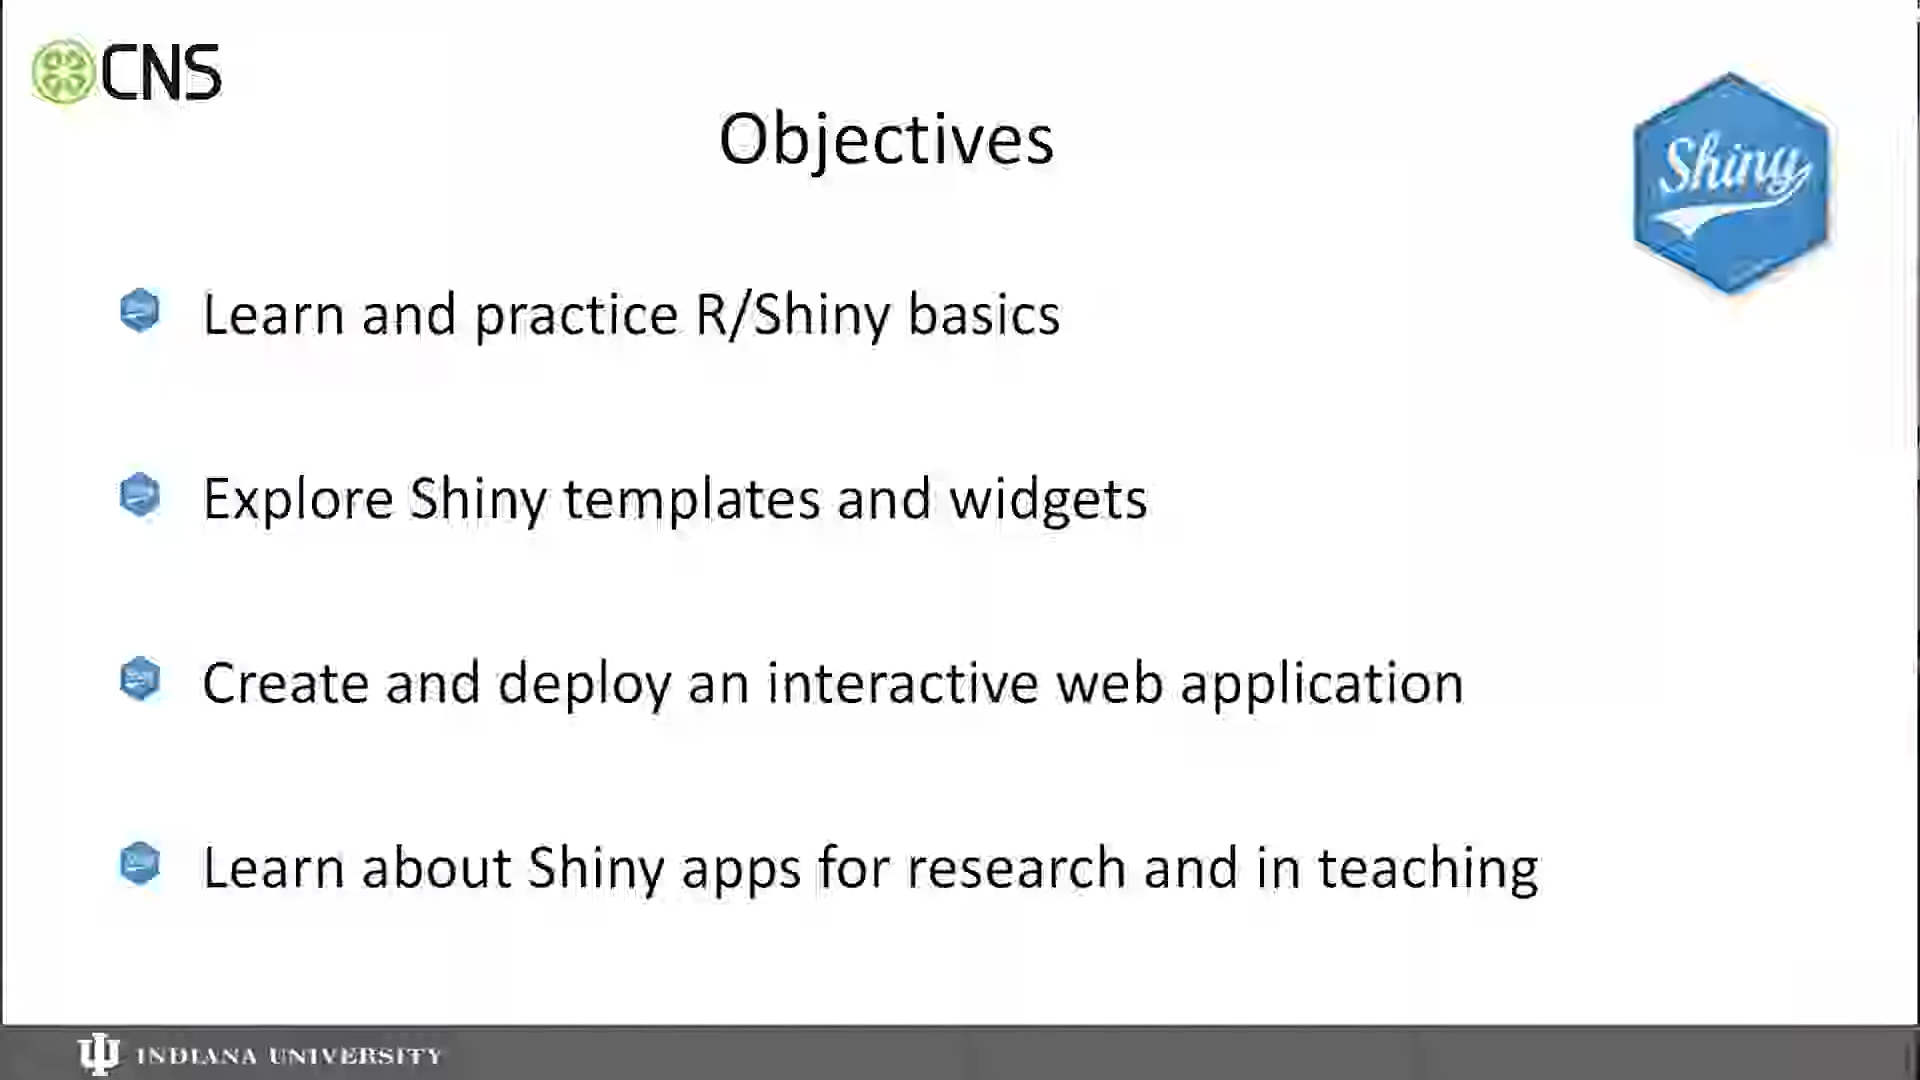 CNS
Objectives
Shiny
Learn and practice R/Shiny basics
Explore Shiny templates and widgets
Create and deploy an interactive web application
Learn about Shiny apps for research and in teaching
INDIANA UNIVERSITY